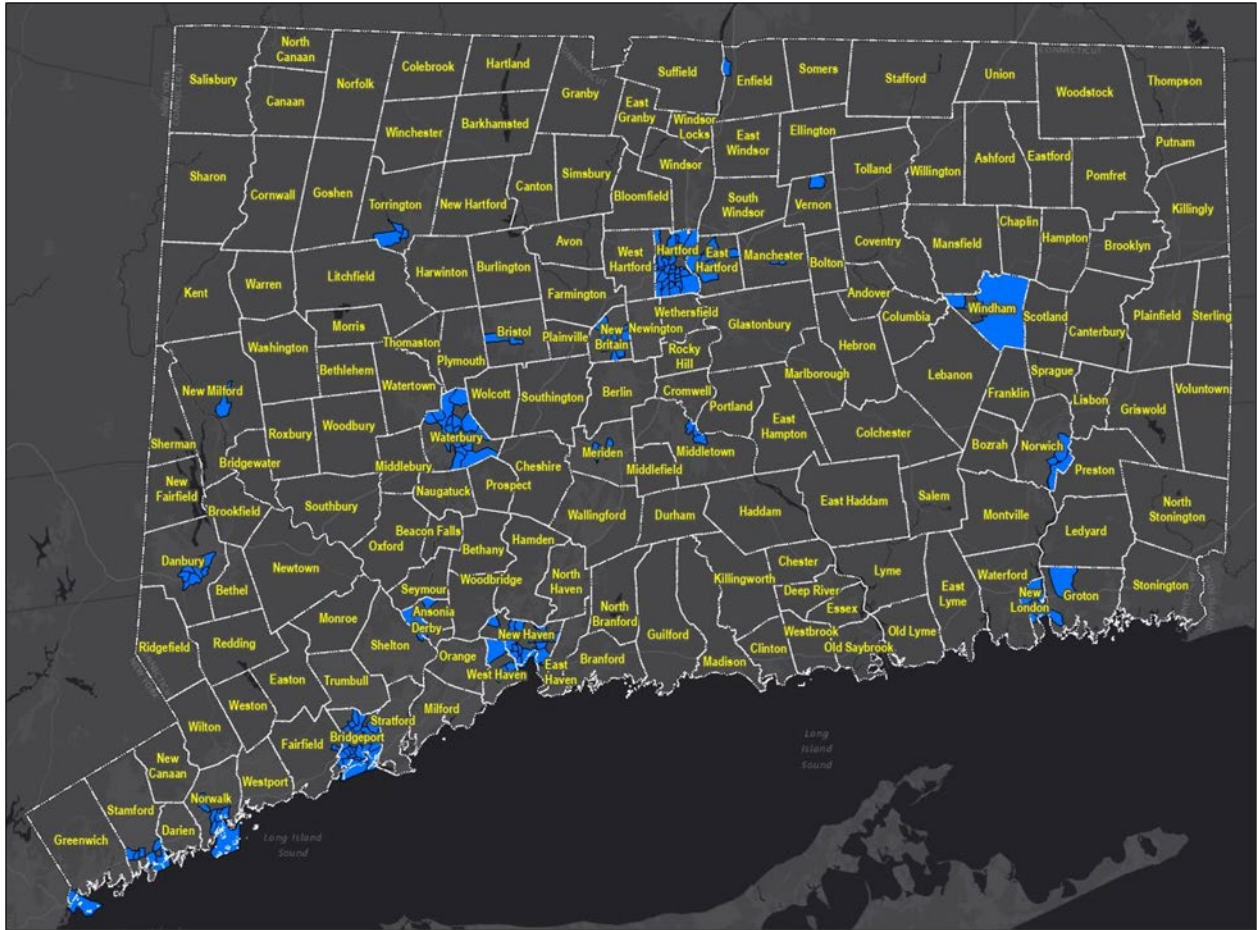 North
Canaan
Colebrook
Hartland
Suffield
Enfield
Somers
Stafford
Union
CONNECTICUT
Woodstock
Thompson
Salisbury
NEW YORK
CONNECTICUT
Norfolk
Canaan
Granby
CONNECTICUT
East
Granby
Windsor
Locks
East
Windsor
Ellington
Winchester
Barkhamsted
Putnam
Sharon
Cornwall
Goshen
Torrington
New Hartford
Canton
Simsbury
Bloomfield
Windsor
South
Windsor
Vernon
Tolland
Willington
Ashford
Eastford
Pomfret
Killingly
Kent
Warren
Litchfield
Harwinton
Burlington
Avon
West
Hartford
Hartford
East
Hartford
Manchester
Bolton
Coventry
Mansfield
Chaplin
Hampton
Brooklyn
Farmington
Morris
Washington
Thomaston
Bethlehem
Watertown
Plymouth
Bristol
Plainville
New
Britain
Newington
Wethersfield
Rocky
Hill
Glastonbury
Andover
Hebron
Columbia
Windham
Scotland
Canterbury
Plainfield
Sterling
Marlborough
Lebanon
Franklin
Sprague
Lisbon
Griswold
Voluntown
New Milford
Roxbury
Woodbury
Waterbury
Wolcott
Southington
Berlin
Cromwell
Portland
East
Hampton
Colchester
Bozrah
Norwich
Preston
Sherman
Bridgewater
Middlebury
Cheshire
Meriden
Middlefield
Middletown
New
Fairfield
Brookfield
Southbury
Naugatuck
Prospect
Wallingford
Durham
Haddam
East Haddam
Salem
Montville
Ledyard
North
Stonington
Oxford
Beacon Falls
Bethany
Hamden
Danbury
Bethel
Newtown
Seymour
Woodbridge
North
Haven
North
Branford
Guilford
Killingworth
Chester
Deep River
Essex
Lyme
East
Lyme
Waterford
New
London
Groton
Stonington
Monroe
Ansonia
Derby
Shelton
Ridgefield
Redding
Orange
New Haven
West Haven
East
Haven
Branford
Madison
Clinton
Westbrook
Old Saybrook
Old Lyme
Easton
Trumbull
Weston
Wilton
Fairfield
Bridgeport
Stratford
Milford
New
Canaan
Norwalk
Westport
Stamford
Darien
Greenwich
Long Island
Sound
Long
Island
Sound